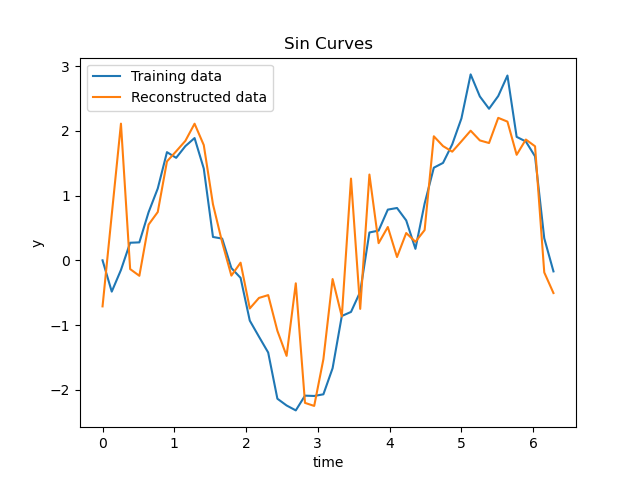 Sin Curves
Training data
Reconstructed data
3
2
1
0
−1
−2
y
0 1 2 3 4 5 6
time